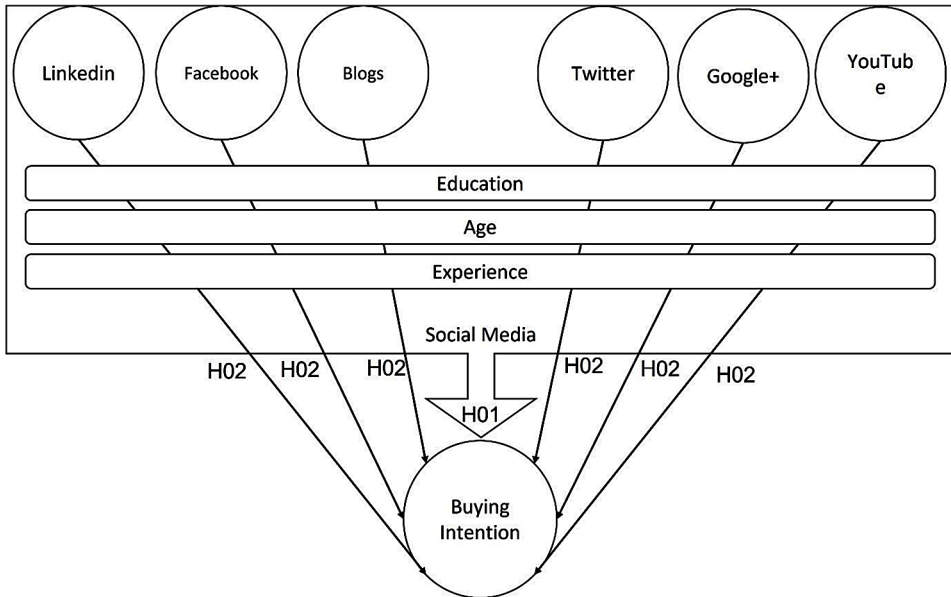 Linkedin
Facebook
Blogs
Twitter
Google+
YouTub
e
Education
Age
Experience
Social Media
H02
H02
H02
H02
H02
H02
H01
Buying
Intention